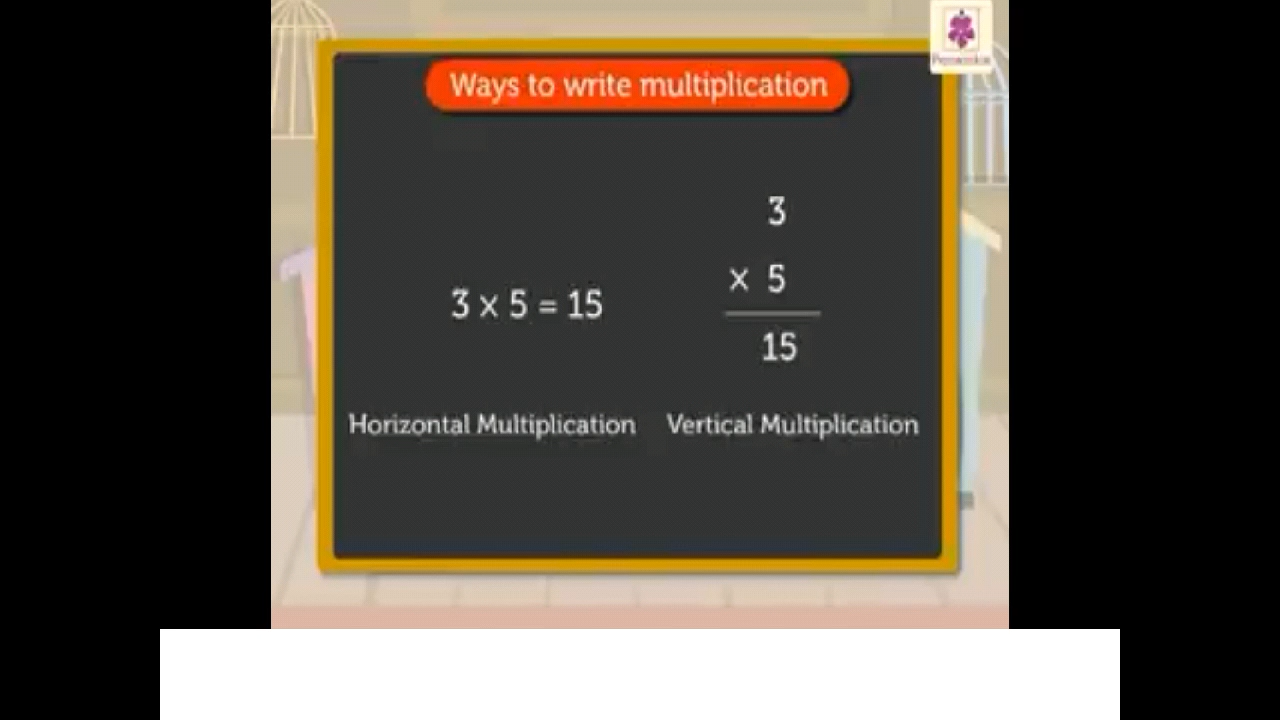 Ways to write multiplication
3 x 5 = 15
3
x 5
15
Horizontal Multiplication
Vertical Multiplication